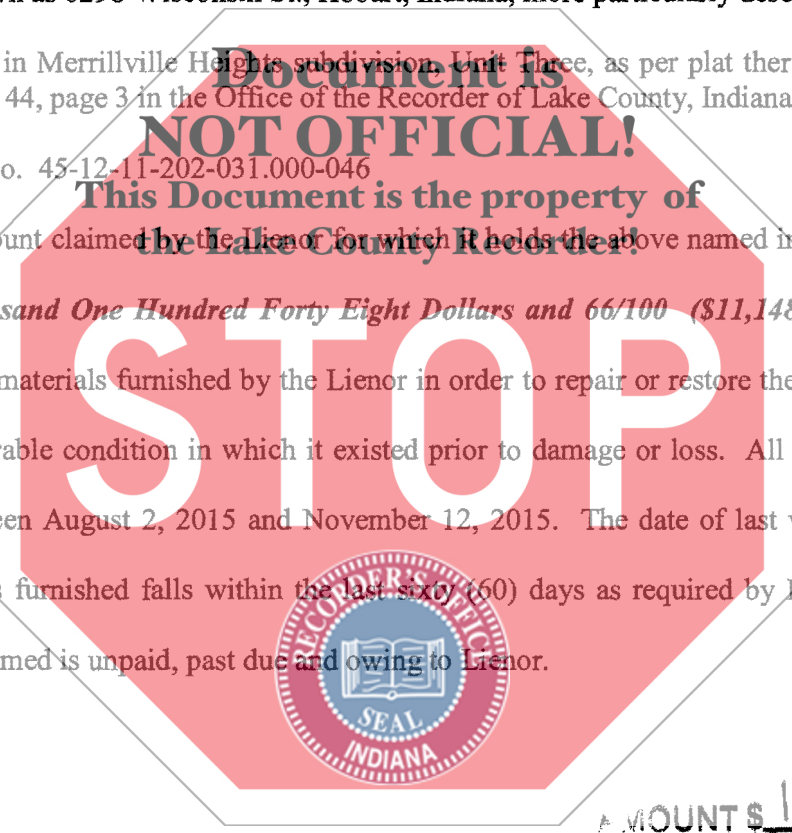 in Merrillville Heights subdivision, Unit Three, as per plat ther
Document is
44, page 3 in the Office of the Recorder of Lake County, Indiana
NOT OFFICIAL!
o. 45-12-11-202-031.000-046
This Document is the property of
the Lake County Recorder!
unt claimed by the Lienor for which it holds the above named in
sand One Hundred Forty Eight Dollars and 66/100 ($11,148
materials furnished by the Lienor in order to repair or restore the
STOP
able condition in which it existed prior to damage or loss. All
en August 2, 2015 and November 12, 2015. The date of last
furnished falls within the last sixty (60) days as required by
med is unpaid, past due and owing to Lienor.
RECORDER'S OFFICE
SEAL
INDIANA
AMOUNT $